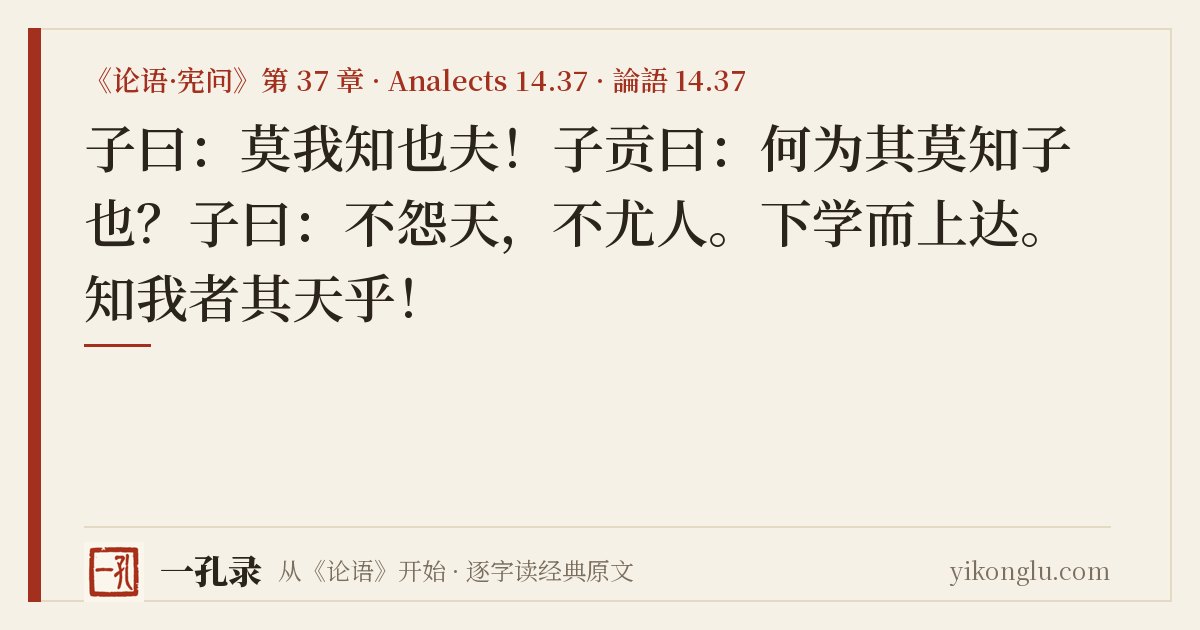 《论语·宪问》第 37 章 · Analects 14.37 · 論語 14.37
子曰：莫我知也夫！子贡曰：何为其莫知子
也？子曰：不怨天，不尤人。下学而上达。
知我者其天乎！
一孔
一孔录 从《论语》开始 · 逐字读经典原文 yikonglu.com